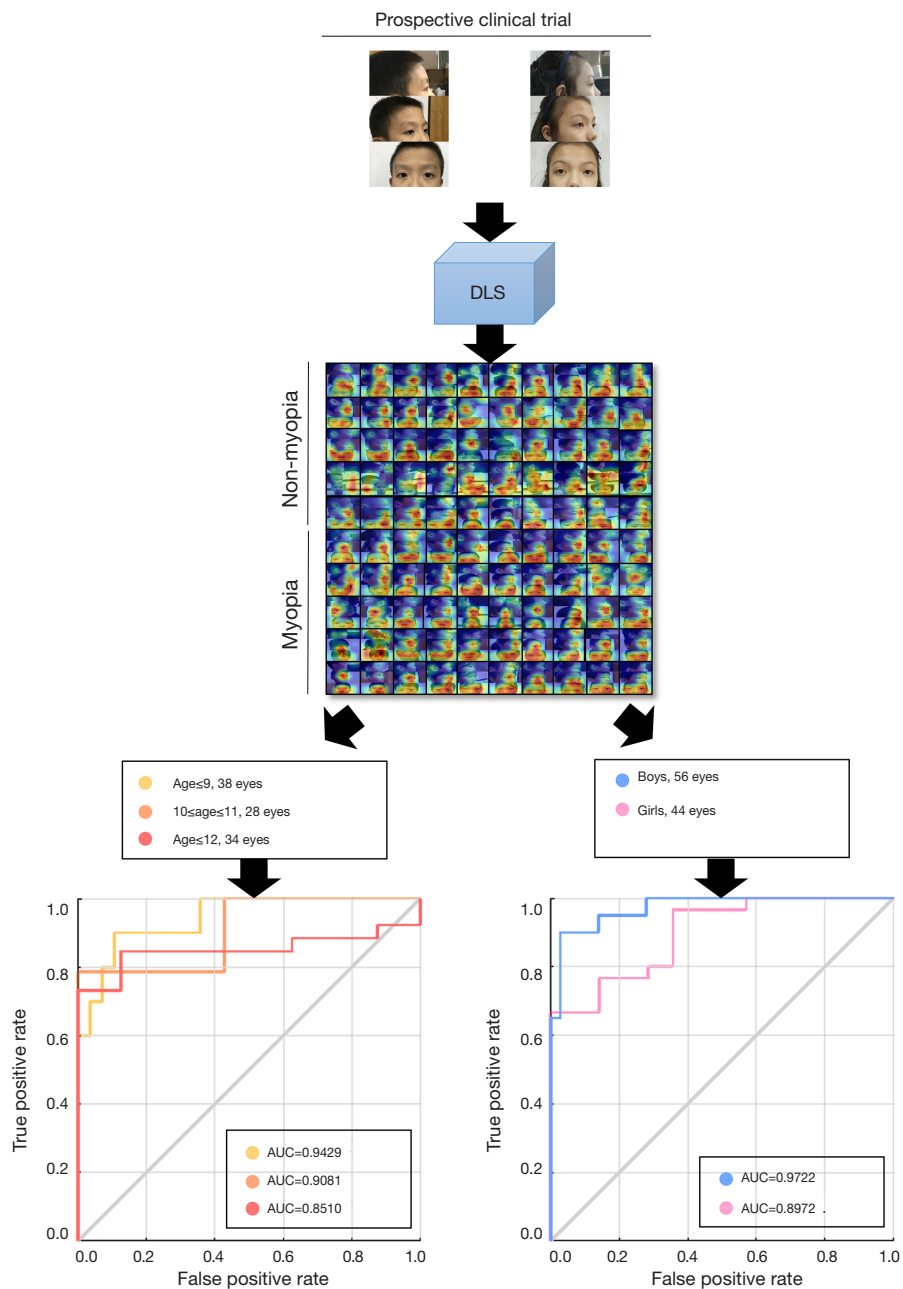 Prospective clinical trial
DLS
Non-myopia
Myopia
Age≤9, 38 eyes
10≤age≤11, 28 eyes
Age≤12, 34 eyes
Boys, 56 eyes
Girls, 44 eyes
1.0
0.8
0.6
0.4
0.2
0.0
True positive rate
AUC=0.9429
AUC=0.9081
AUC=0.8510
0.0 0.2 0.4 0.6 0.8 1.0
False positive rate
1.0
0.8
0.6
0.4
0.2
0.0
True positive rate
AUC=0.9722
AUC=0.8972 .
0.0 0.2 0.4 0.6 0.8 1.0
False positive rate